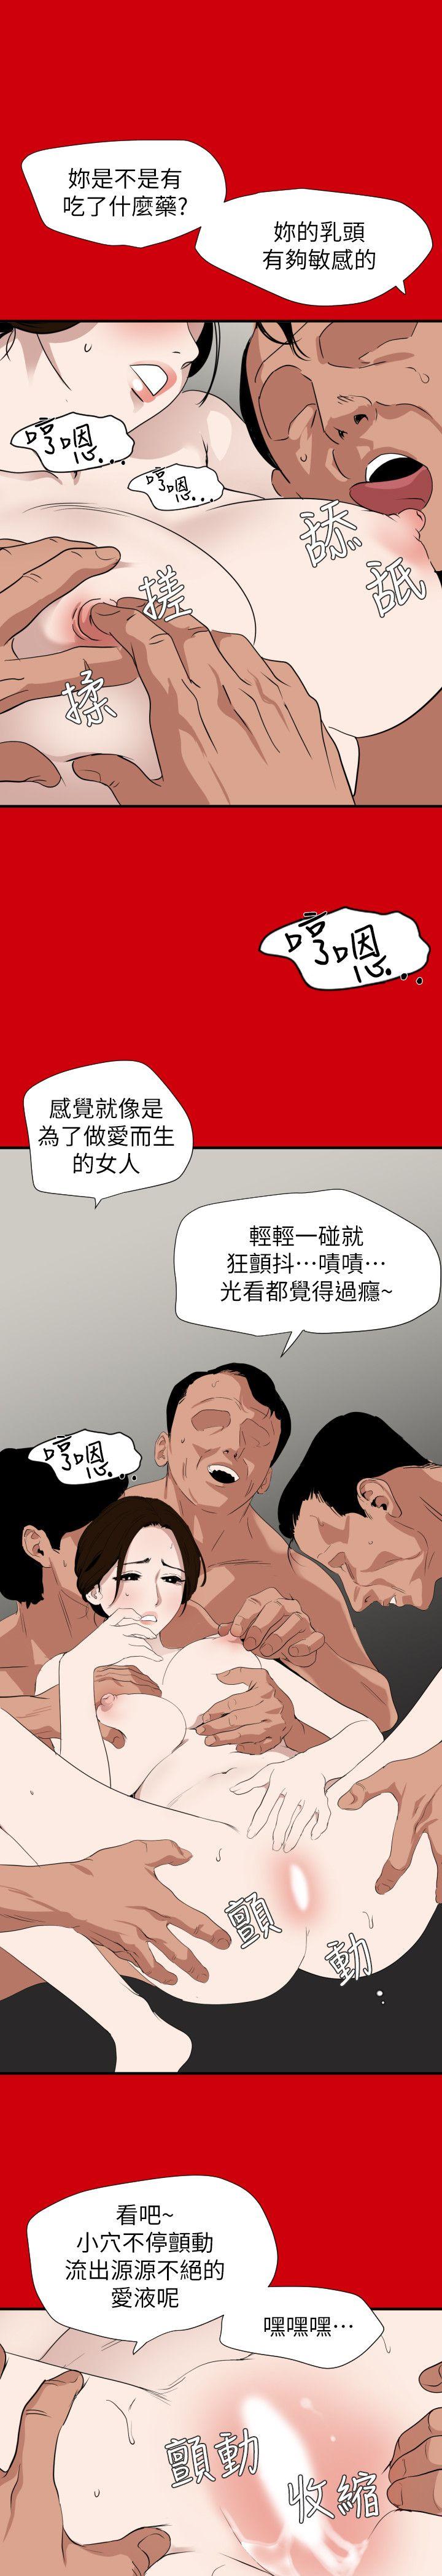 妳是不是有
吃了什麼藥?
妳的乳頭
有夠敏感的
哼嗯...
哼嗯...
舔
舐
搓
揉
哼嗯...
感覺就像是
為了做愛而生
的女人
輕輕一碰就
狂顫抖…嘖嘖…
光看都覺得過癮~
哼嗯...
顫
動
看吧~
小穴不停顫動
流出源源不絕的
愛液呢
嘿嘿嘿…
顫動
收縮